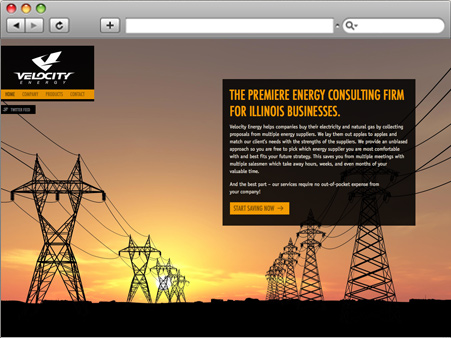 VELOCITY
ENERGY
HOME COMPANY PRODUCTS CONTACT
TWITTER FEED
THE PREMIERE ENERGY CONSULTING FIRM
FOR ILLINOIS BUSINESSES.
Velocity Energy helps companies buy their electricity and natural gas by collecting
proposals from multiple energy suppliers. We lay them out apples to apples and
match our client's needs with the strengths of the suppliers. We provide an unbiased
approach so you are free to pick which energy supplier you are most comfortable
with and best fits your future strategy. This saves you from multiple meetings with
multiple salesmen which take away hours, weeks, and even months of your
valuable time.
And the best part – our services require no out-of-pocket expense from
your company!
START SAVING NOW